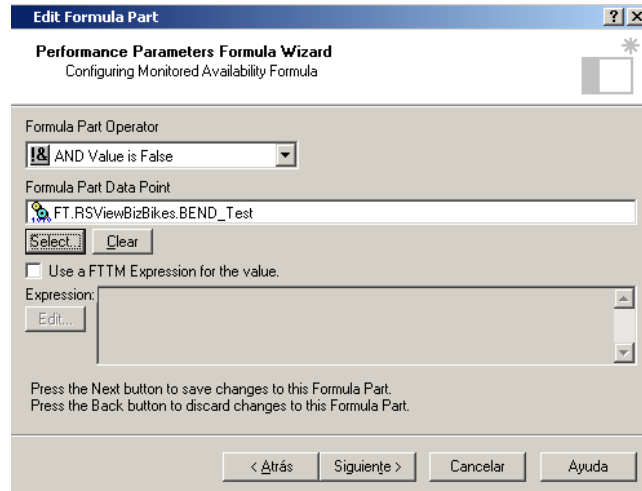 Edit Formula Part
Performance Parameters Formula Wizard
Configuring Monitored Availability Formula
Formula Part Operator
!& AND Value is False
Formula Part Data Point
FT.RSViewBizBikes.BEND_Test
Select... Clear
Use a FTTM Expression for the value.
Expression:
Edit...
Press the Next button to save changes to this Formula Part.
Press the Back button to discard changes to this Formula Part.
< Atrás Siguiente > Cancelar Ayuda